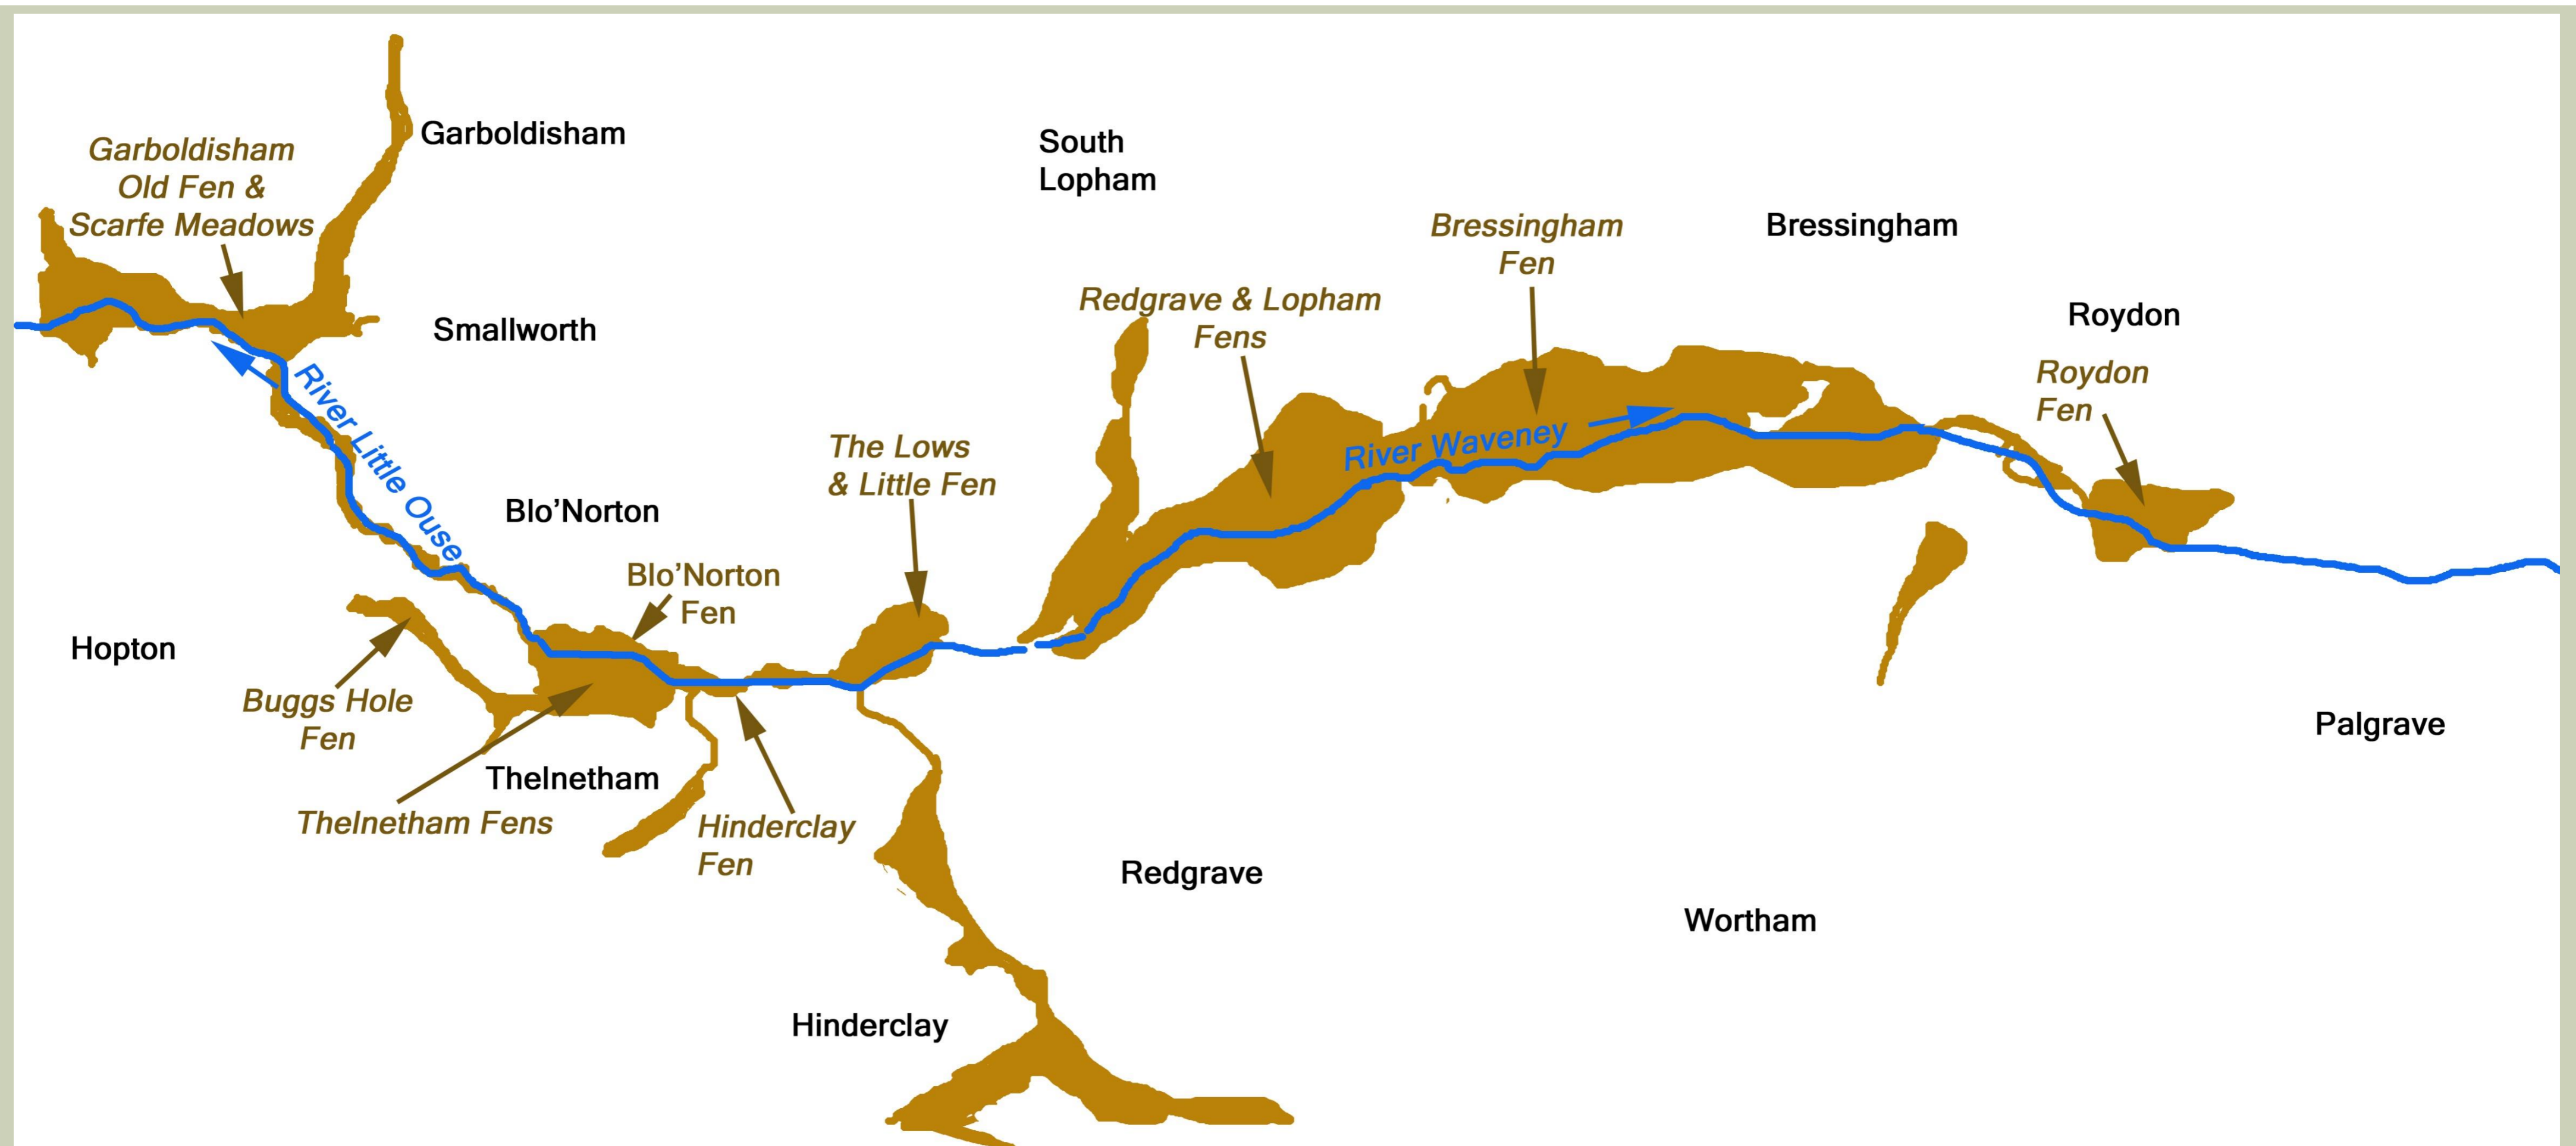 Garboldisham
Old Fen &
Scarfe Meadows
Garboldisham
South
Lopham
Bressingham
Fen
Bressingham
Redgrave & Lopham
Fens
Roydon
Roydon
Fen
Smallworth
River Little Ouse
River Waveney
The Lows
& Little Fen
Blo’Norton
Blo’Norton
Fen
Hopton
Buggs Hole
Fen
Thelnetham
Thelnetham Fens
Hinderclay
Fen
Palgrave
Redgrave
Wortham
Hinderclay